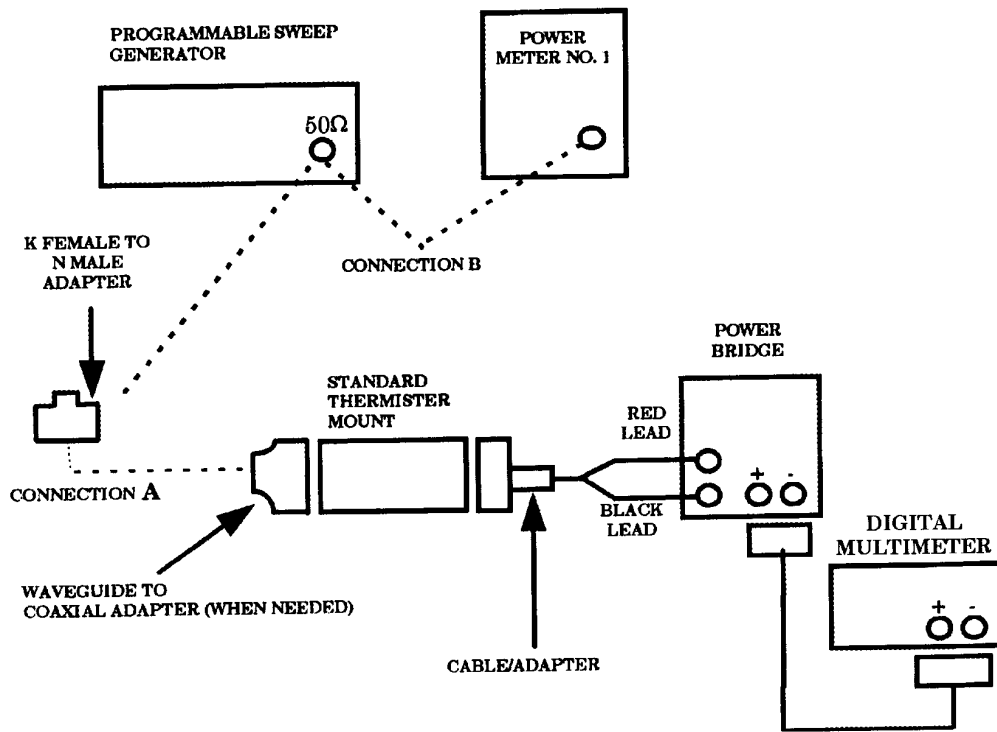 PROGRAMMABLE SWEEP
GENERATOR
50Ω
POWER
METER NO. 1
K FEMALE TO
N MALE
ADAPTER
CONNECTION B
POWER
BRIDGE
STANDARD
THERMISTER
MOUNT
RED
LEAD
+ -
CONNECTION A
BLACK
LEAD
DIGITAL
MULTIMETER
WAVEGUIDE TO
COAXIAL ADAPTER (WHEN NEEDED)
+ -
CABLE/ADAPTER